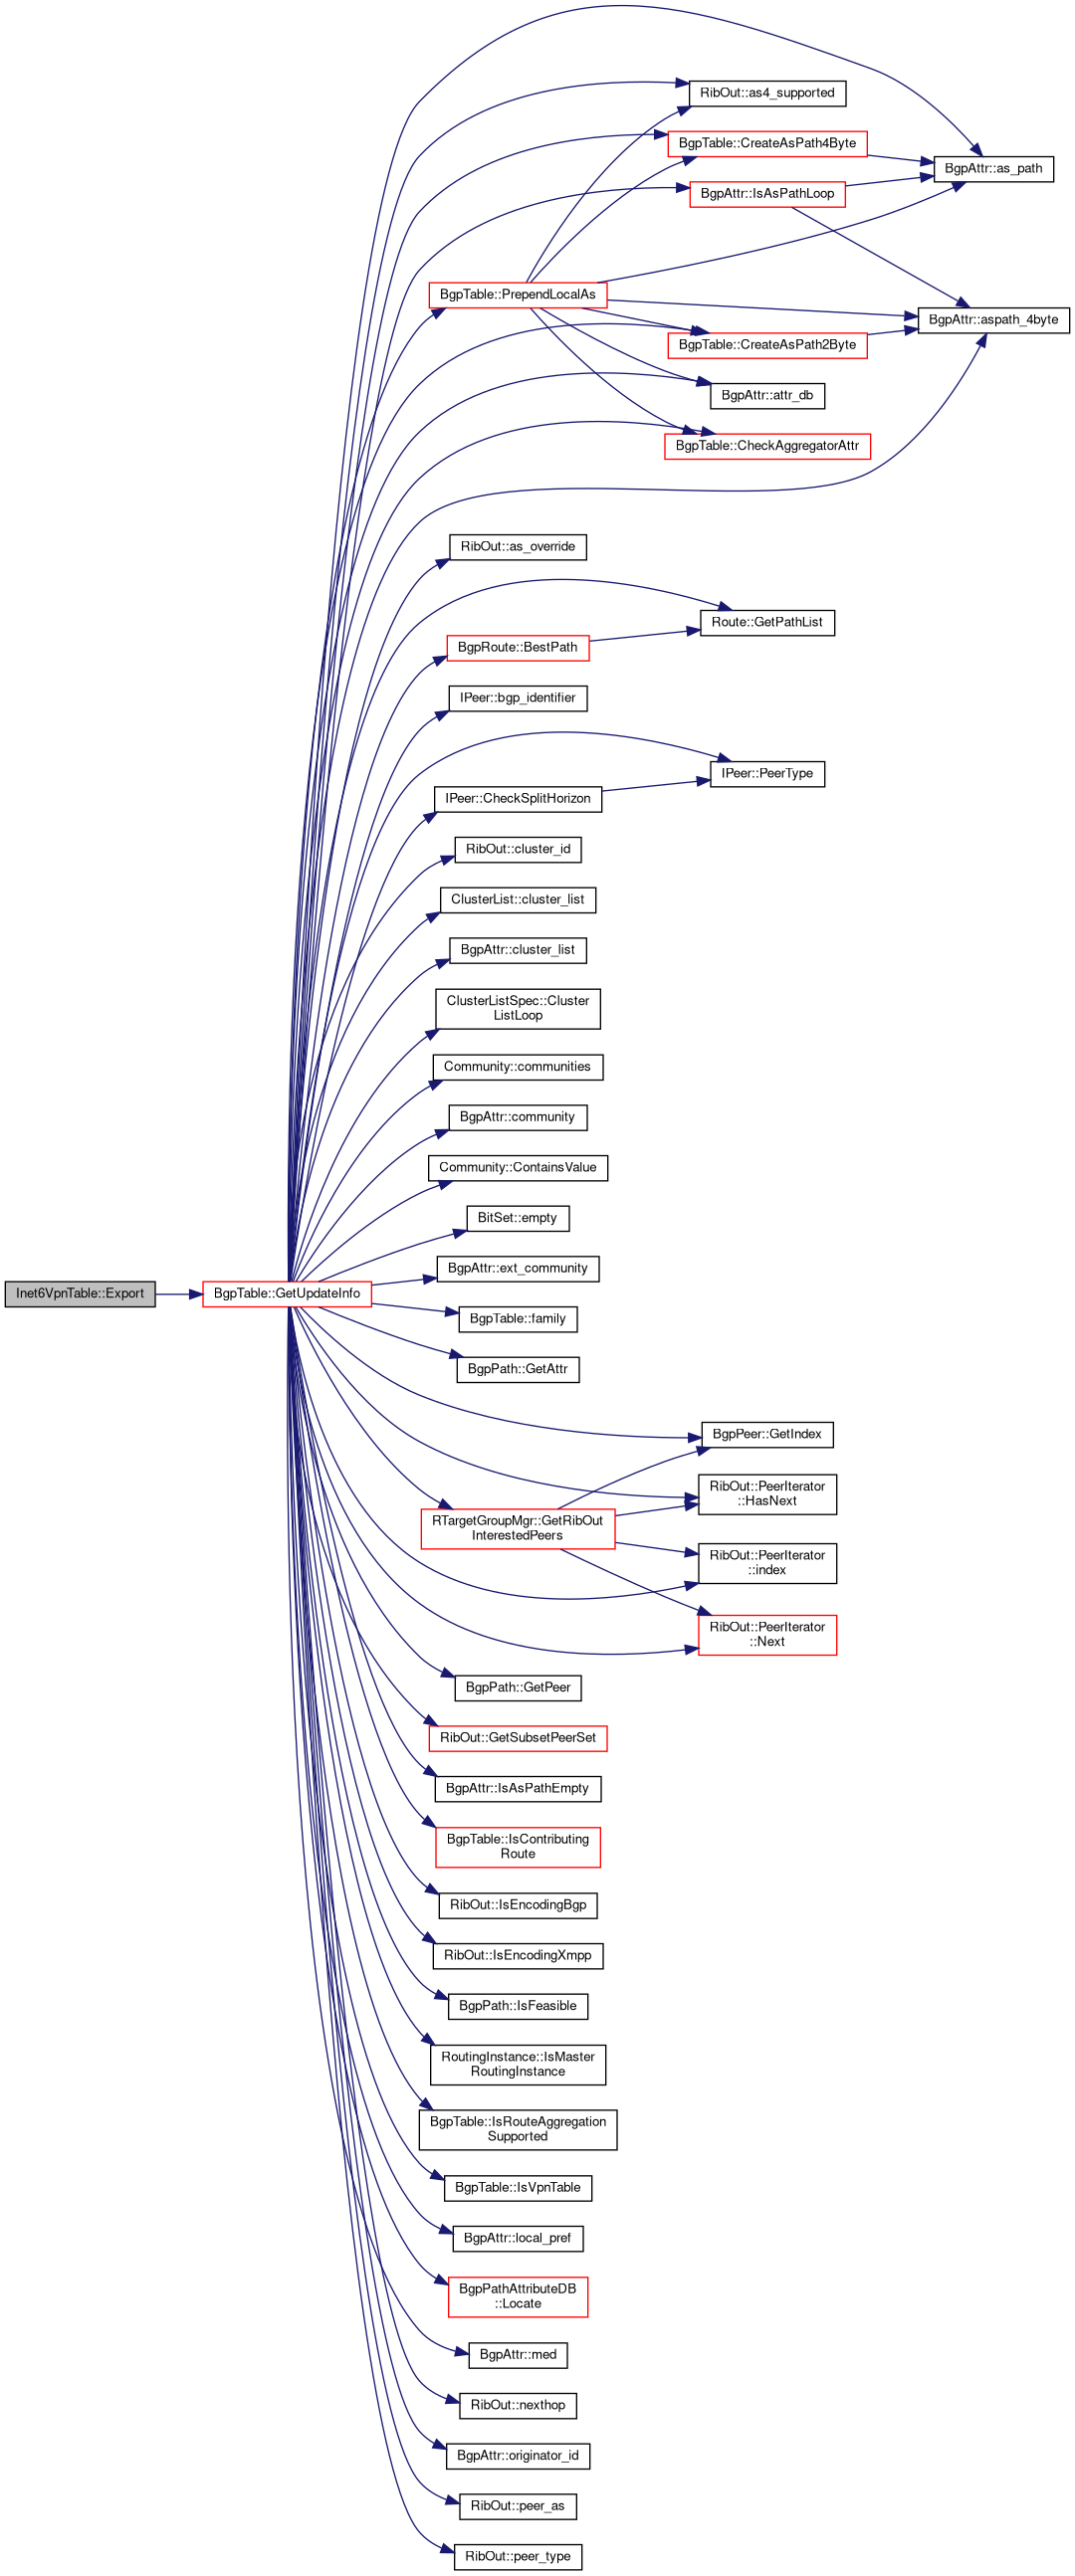 RibOut::as4_supported
BgpTable::CreateAsPath4Byte
BgpAttr::as_path
BgpAttr::IsAsPathLoop
BgpTable::PrependLocalAs
BgpAttr::aspath_4byte
BgpTable::CreateAsPath2Byte
BgpAttr::attr_db
BgpTable::CheckAggregatorAttr
RibOut::as_override
Route::GetPathList
BgpRoute::BestPath
IPeer::bgp_identifier
IPeer::PeerType
IPeer::CheckSplitHorizon
RibOut::cluster_id
ClusterList::cluster_list
BgpAttr::cluster_list
ClusterListSpec::Cluster
ListLoop
Community::communities
BgpAttr::community
Community::ContainsValue
BitSet::empty
BgpAttr::ext_community
Inet6VpnTable::Export
BgpTable::GetUpdateInfo
BgpTable::family
BgpPath::GetAttr
BgpPeer::GetIndex
RibOut::PeerIterator
::HasNext
RTargetGroupMgr::GetRibOut
InterestedPeers
RibOut::PeerIterator
::index
RibOut::PeerIterator
::Next
BgpPath::GetPeer
RibOut::GetSubsetPeerSet
BgpAttr::IsAsPathEmpty
BgpTable::IsContributing
Route
RibOut::IsEncodingBgp
RibOut::IsEncodingXmpp
BgpPath::IsFeasible
RoutingInstance::IsMaster
RoutingInstance
BgpTable::IsRouteAggregation
Supported
BgpTable::IsVpnTable
BgpAttr::local_pref
BgpPathAttributeDB
::Locate
BgpAttr::med
RibOut::nexthop
BgpAttr::originator_id
RibOut::peer_as
RibOut::peer_type